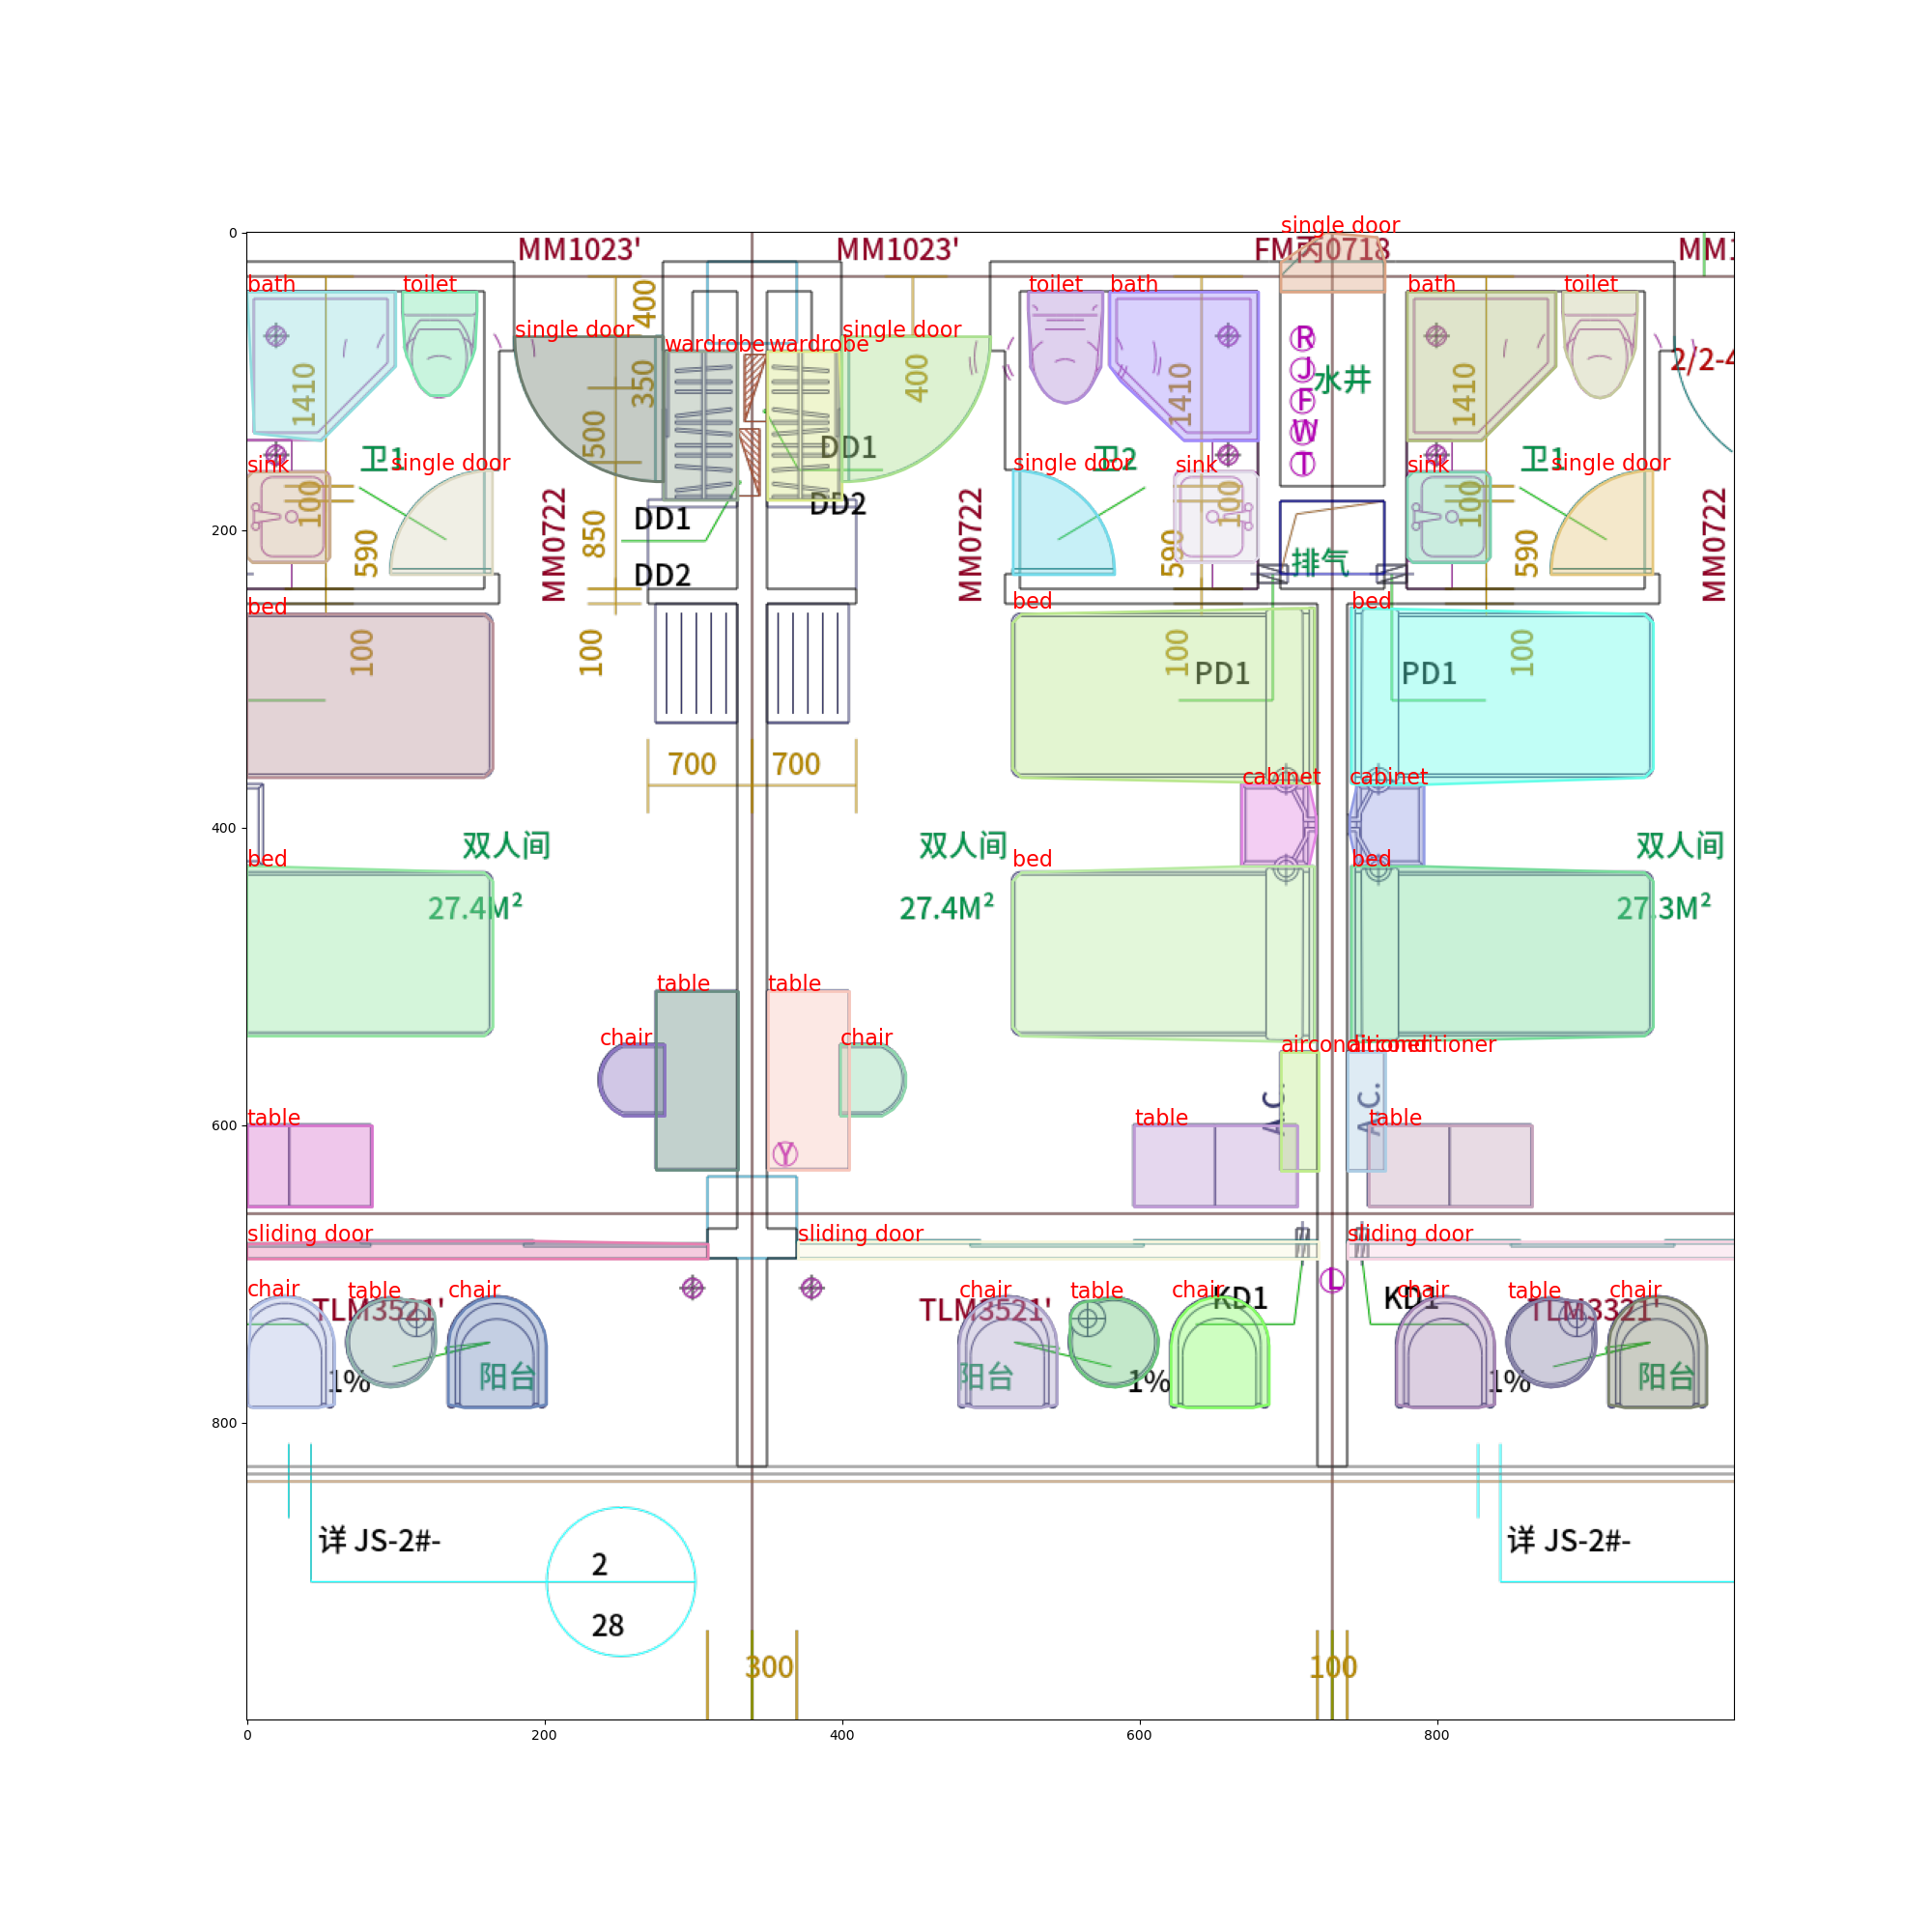 MM1023' MM1023' single door FM丙0718 MM1
bath toilet 400 toilet bath bath toilet
single door wardrobe wardrobe single door
R
J 水井
F
W
T
2/2-4
1410 350 500 400 DD1 1410 1410
卫1 single door 卫2 single door 卫1 single door
sink 100 sink 100 sink 100
590 MM0722 850 DD1 DD2 MM0722 590 590 MM0722
DD2 排气
bed bed bed
100 100 100 100
PD1 PD1
700 700
cabinet cabinet
双人间 双人间 双人间
bed bed bed
27.4M² 27.4M² 27.3M²
table table
chair chair
airconditioner airconditioner
A.C. A.C.
table table table
Y
sliding door sliding door sliding door
chair table chair chair table chair chair table chair
L
TLM3521' TLM3521' KD1 KD1 TLM3321'
1% 阳台 阳台 1% 1% 阳台
详 JS-2#- 详 JS-2#-
2
28
300 100
0
200
400
600
800
0 200 400 600 800